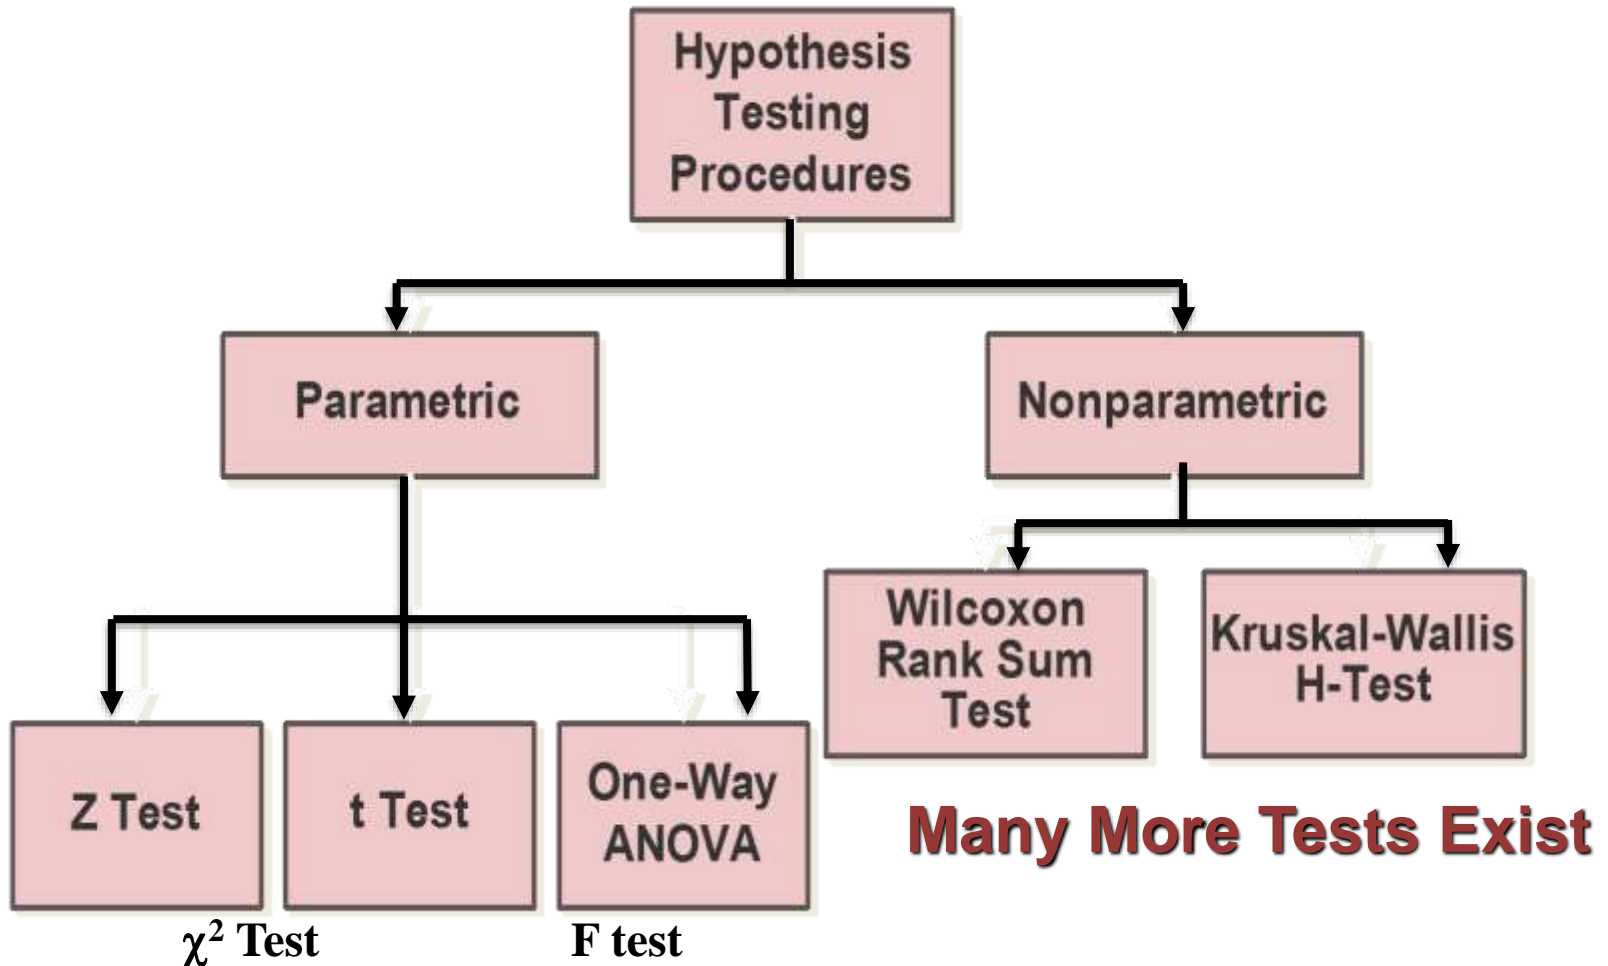 Hypothesis
Testing
Procedures
Parametric
Nonparametric
Z Test
t Test
One-Way
ANOVA
Wilcoxon
Rank Sum
Test
Kruskal-Wallis
H-Test
Many More Tests Exist
χ² Test
F test